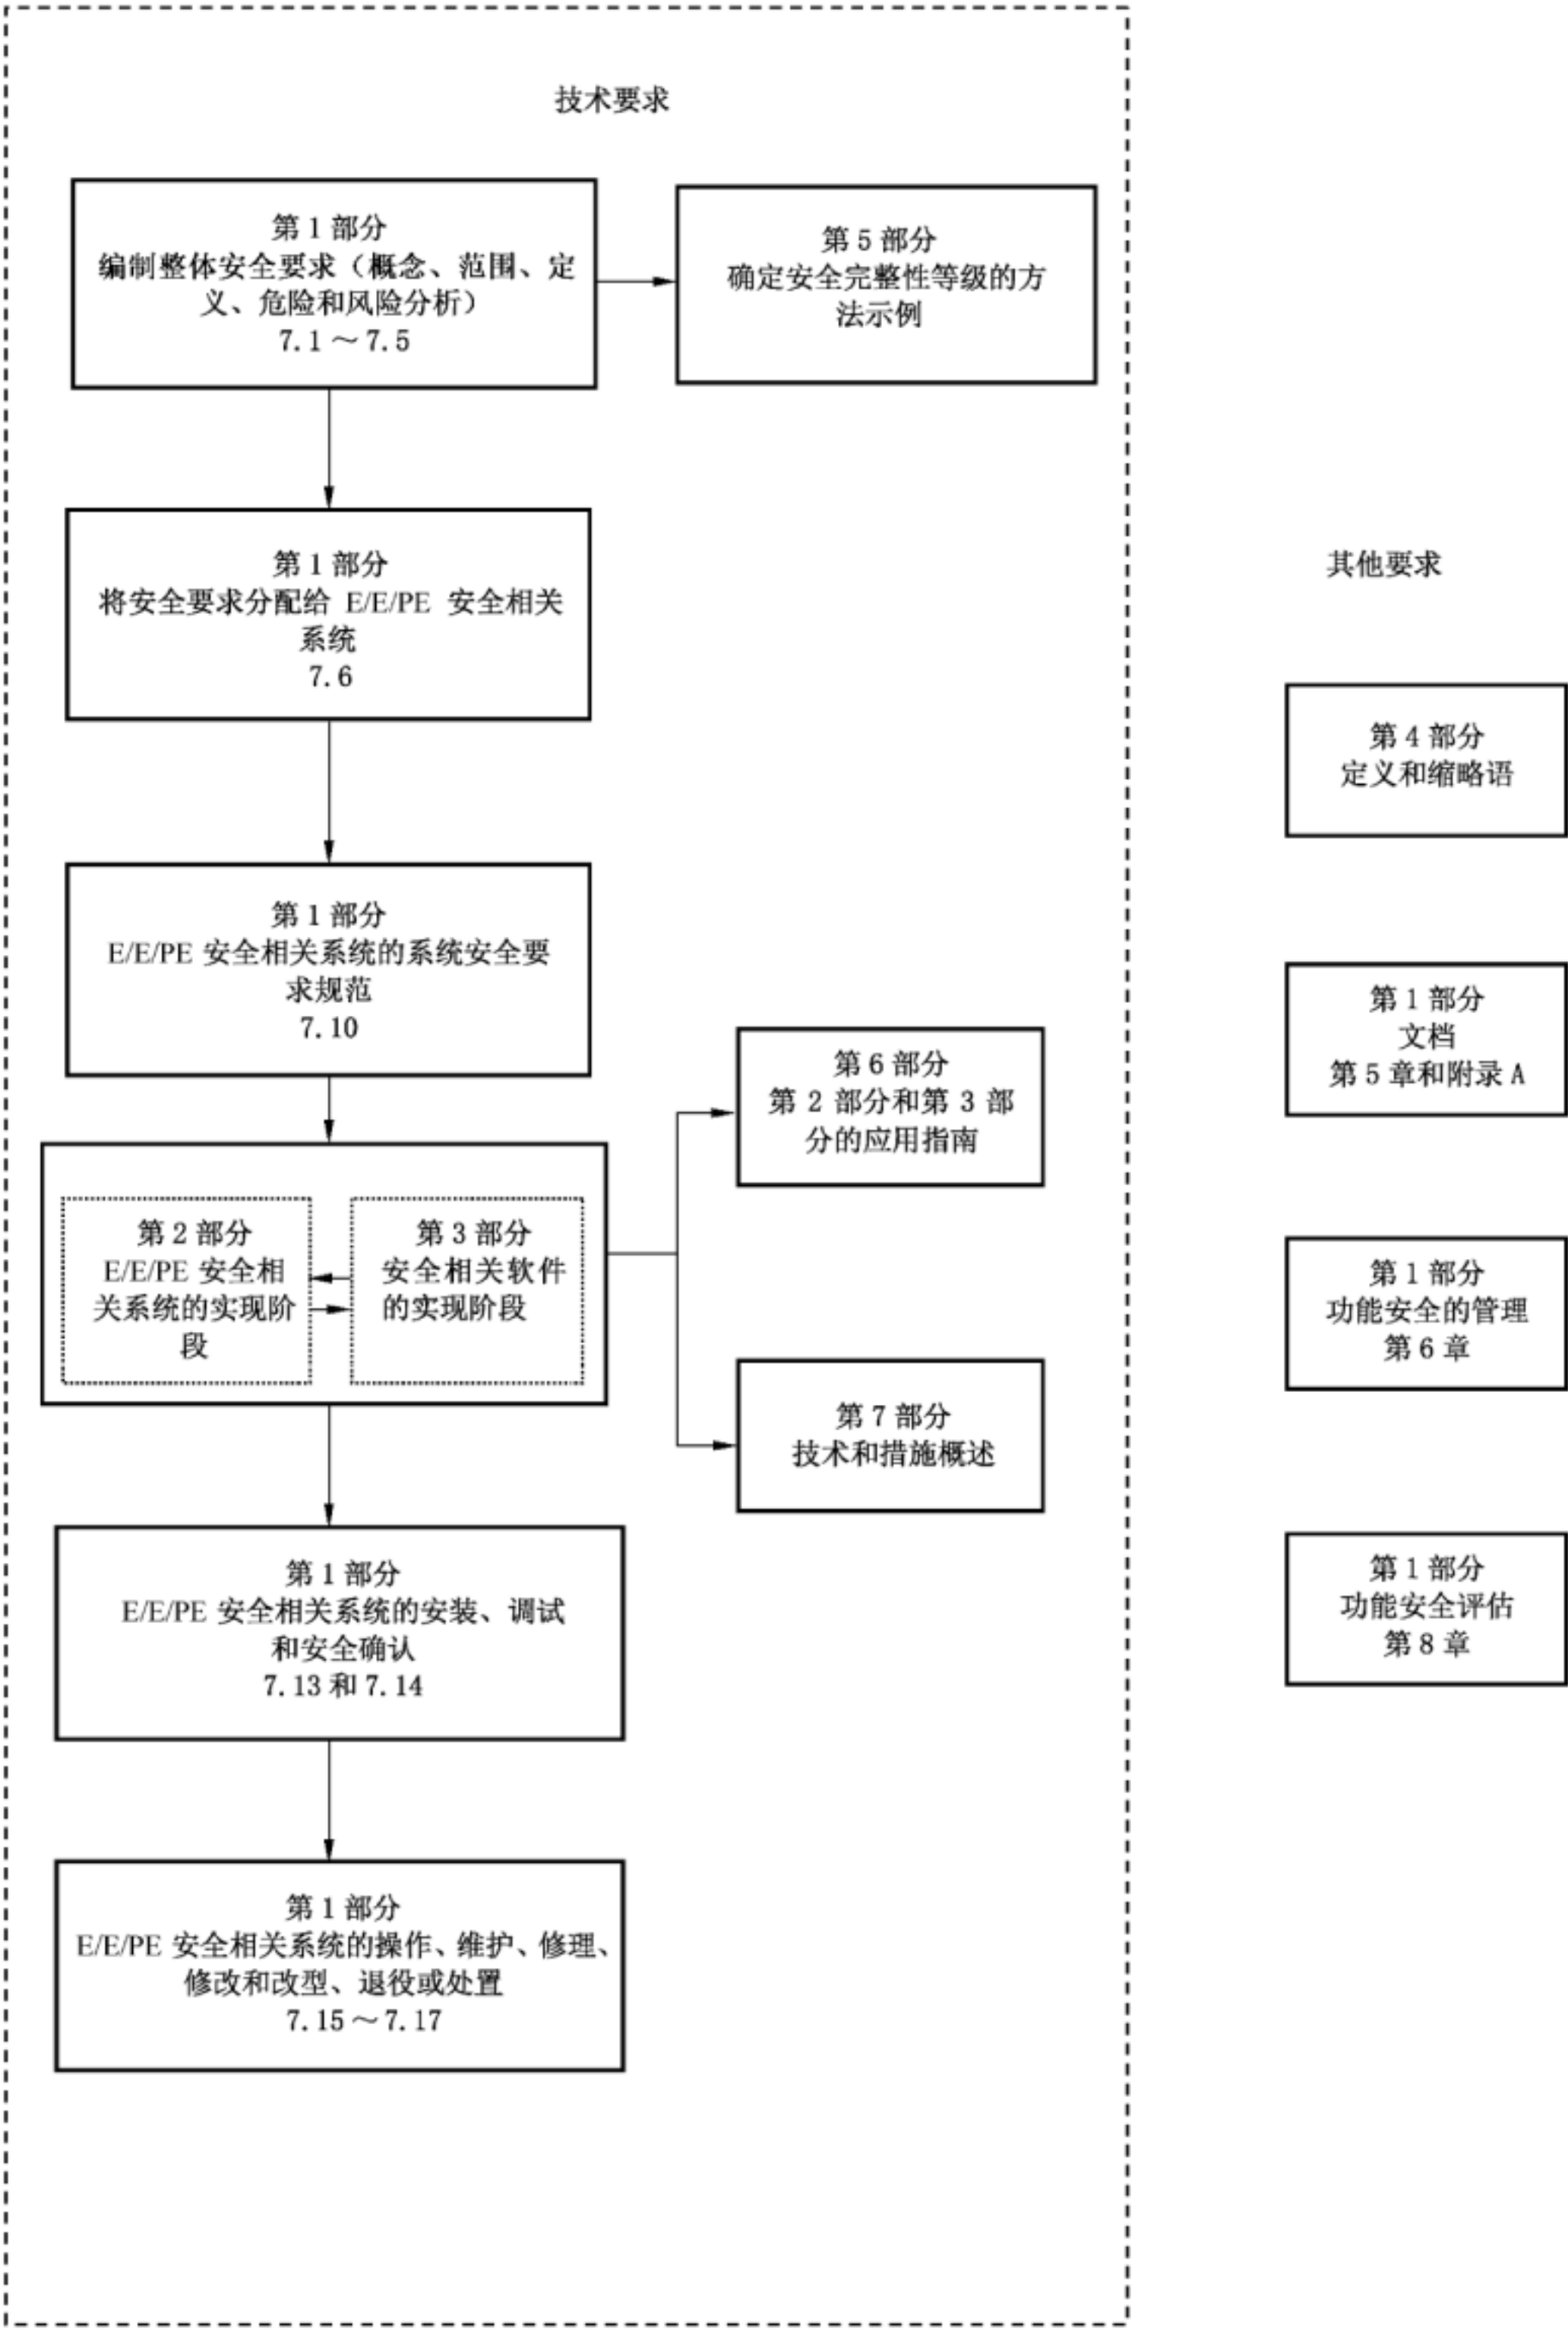 技术要求
第 1 部分
编制整体安全要求（概念、范围、定
义、危险和风险分析）
7.1～7.5
第 5 部分
确定安全完整性等级的方
法示例
第 1 部分
将安全要求分配给 E/E/PE 安全相关
系统
7.6
第 1 部分
E/E/PE 安全相关系统的系统安全要
求规范
7.10
第 2 部分
E/E/PE 安全相
关系统的实现阶
段
第 3 部分
安全相关软件
的实现阶段
第 6 部分
第 2 部分和第 3 部
分的应用指南
第 7 部分
技术和措施概述
第 1 部分
E/E/PE 安全相关系统的安装、调试
和安全确认
7.13 和 7.14
第 1 部分
E/E/PE 安全相关系统的操作、维护、修理、
修改和改型、退役或处置
7.15～7.17
其他要求
第 4 部分
定义和缩略语
第 1 部分
文档
第 5 章和附录 A
第 1 部分
功能安全的管理
第 6 章
第 1 部分
功能安全评估
第 8 章